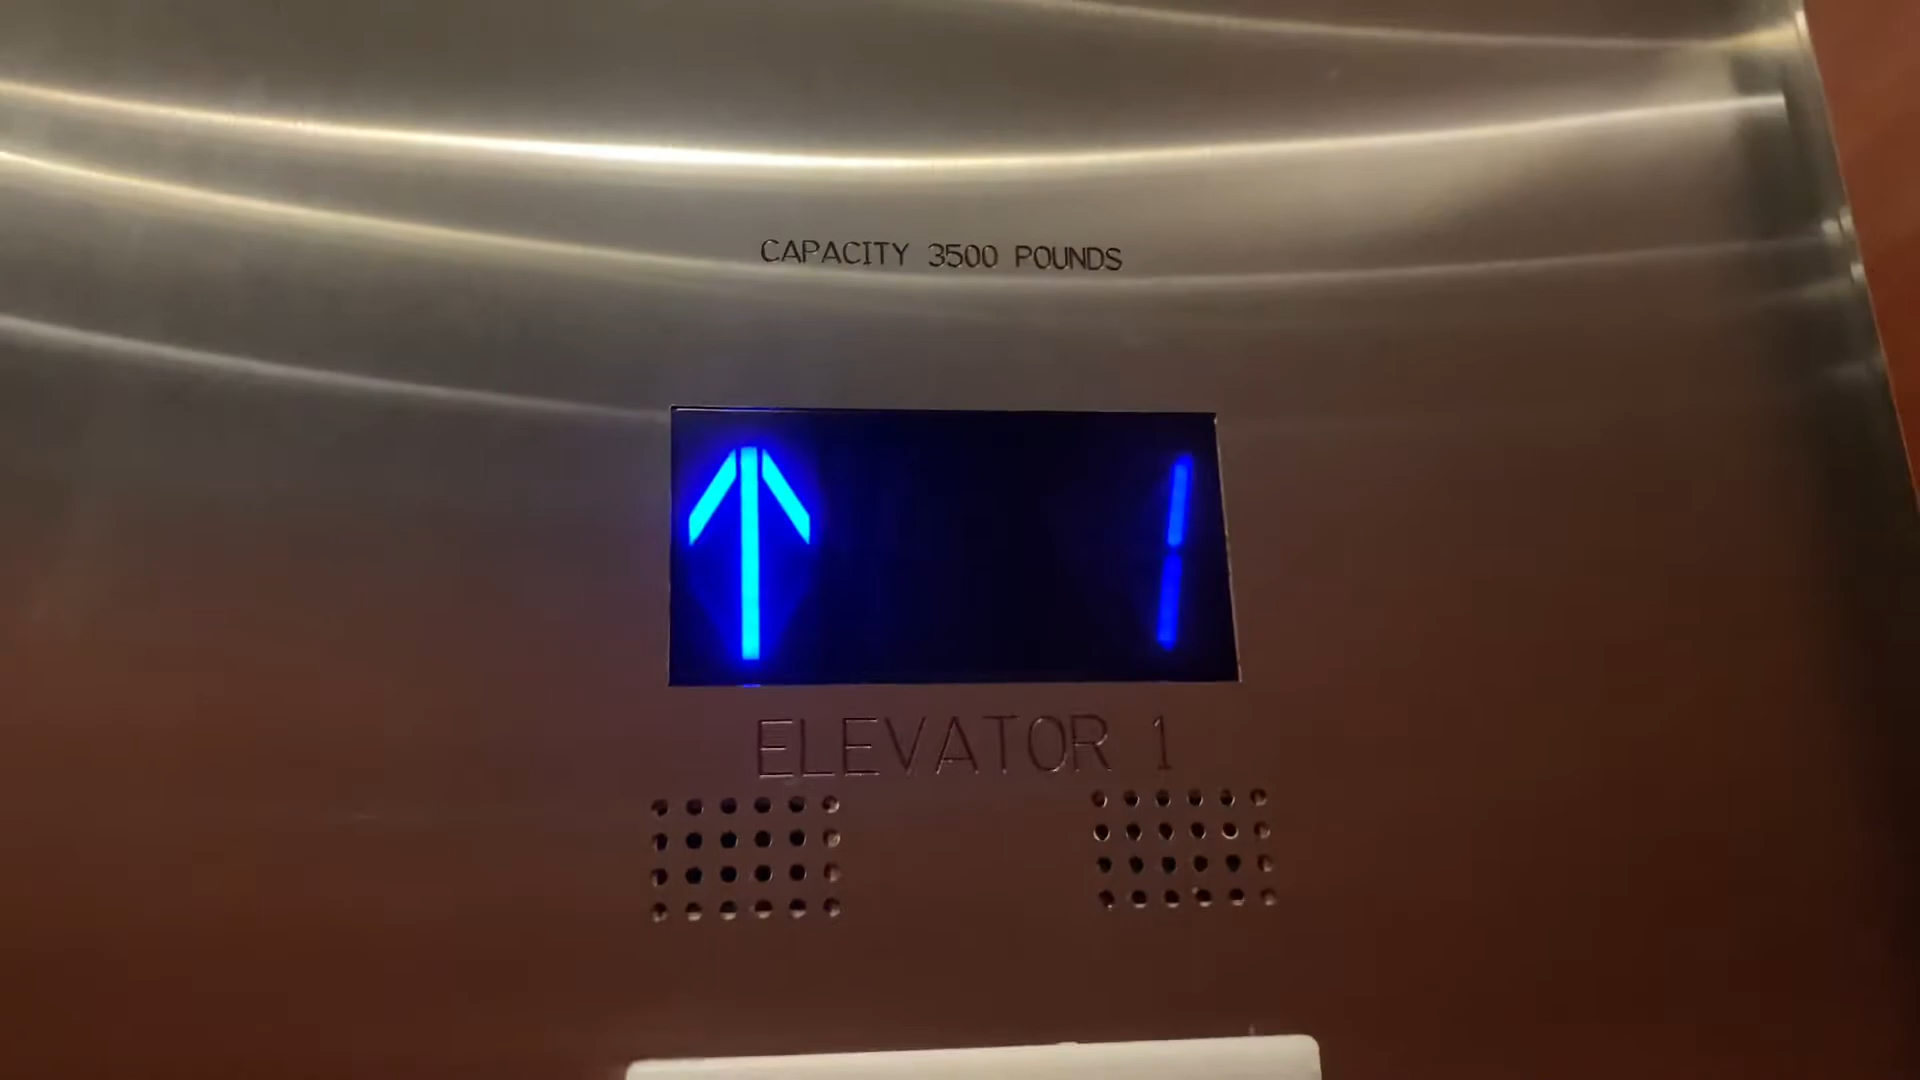 CAPACITY 3500 POUNDS
↑ 1
ELEVATOR 1